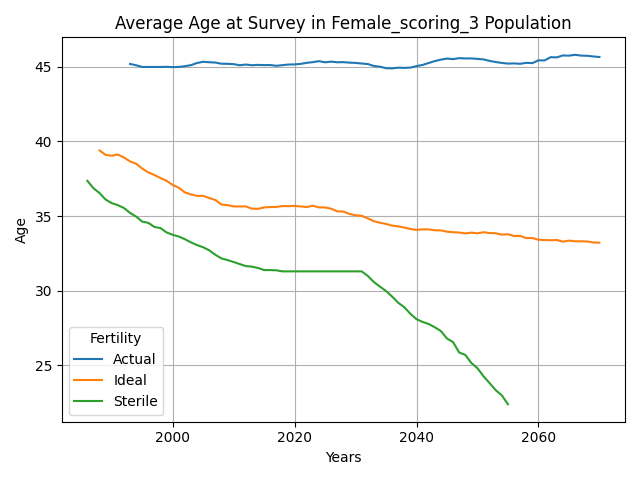 Average Age at Survey in Female_scoring_3 Population
Age
45
40
35
30
25
Fertility
Actual
Ideal
Sterile
2000
2020
2040
2060
Years